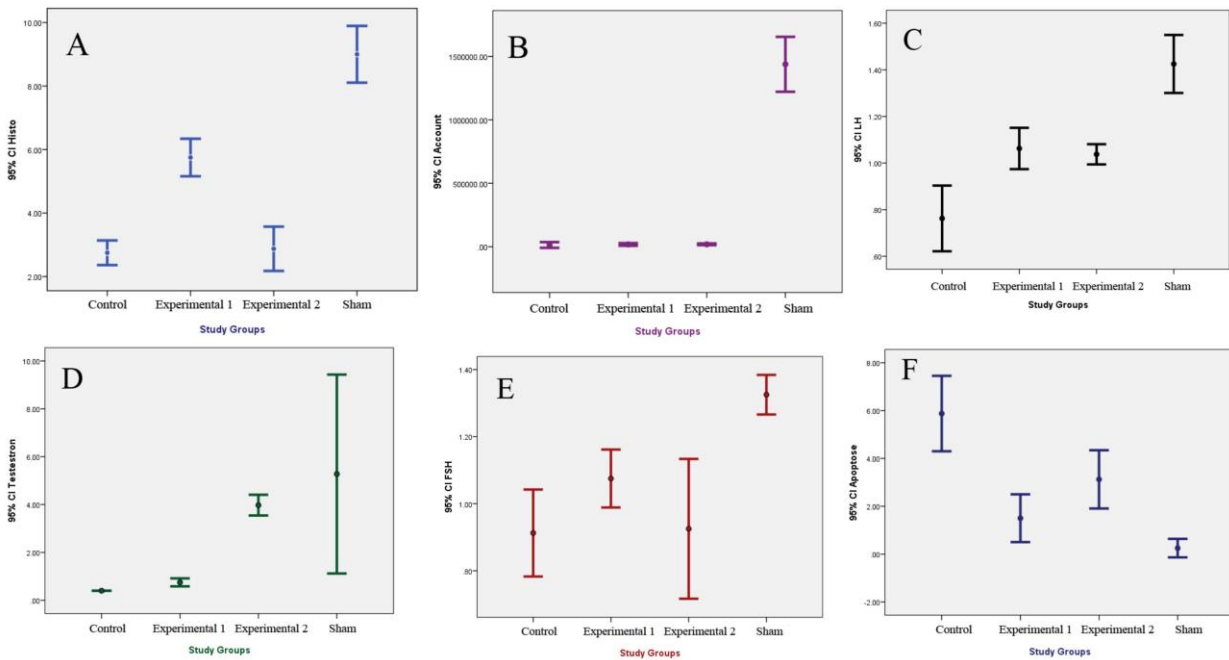 A
95% CI Histo
10.00
8.00
6.00
4.00
2.00
Control Experimental 1 Experimental 2 Sham
Study Groups
B
95% CI Account
1500000.00
1000000.00
500000.00
.00
Control Experimental 1 Experimental 2 Sham
Study Groups
C
95% CI LH
1.60
1.40
1.20
1.00
.80
.60
Control Experimental 1 Experimental 2 Sham
Study Groups
D
95% CI Testestron
10.00
8.00
6.00
4.00
2.00
.00
Control Experimental 1 Experimental 2 Sham
Study Groups
E
95% CI FSH
1.40
1.20
1.00
.80
Control Experimental 1 Experimental 2 Sham
Study Groups
F
95% CI Apoptose
8.00
6.00
4.00
2.00
.00
-2.00
Control Experimental 1 Experimental 2 Sham
Study Groups